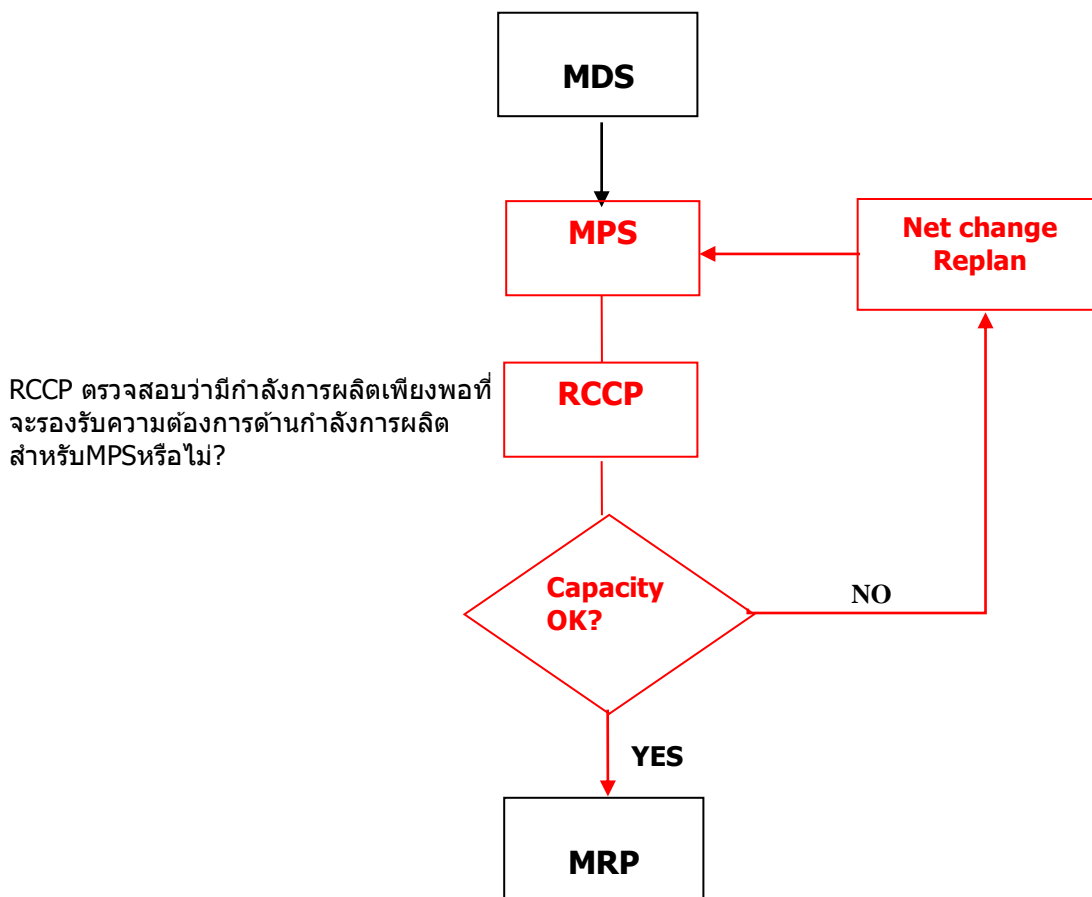 MDS
MPS
Net change
Replan
RCCP ตรวจสอบว่ามีกำลังการผลิตเพียงพอที่
จะรองรับความต้องการด้านกำลังการผลิต
สำหรับMPSหรือไม่?
RCCP
Capacity
OK?
NO
YES
MRP